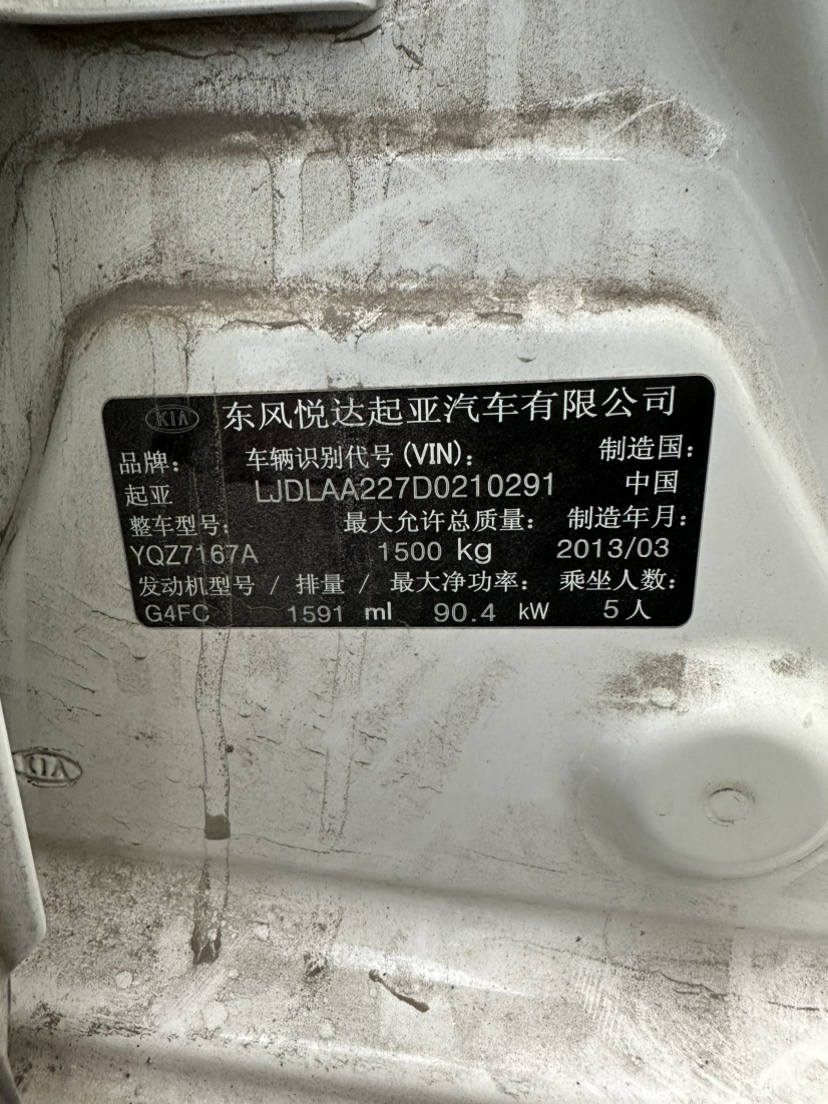 KIA 东风悦达起亚汽车有限公司
品牌： 车辆识别代号 (VIN)： 制造国：
起亚 LJDLAA227D0210291 中国
整车型号： 最大允许总质量： 制造年月：
YQZ7167A 1500 kg 2013/03
发动机型号 / 排量 / 最大净功率： 乘坐人数：
G4FC 1591 ml 90.4 kW 5人
KIA